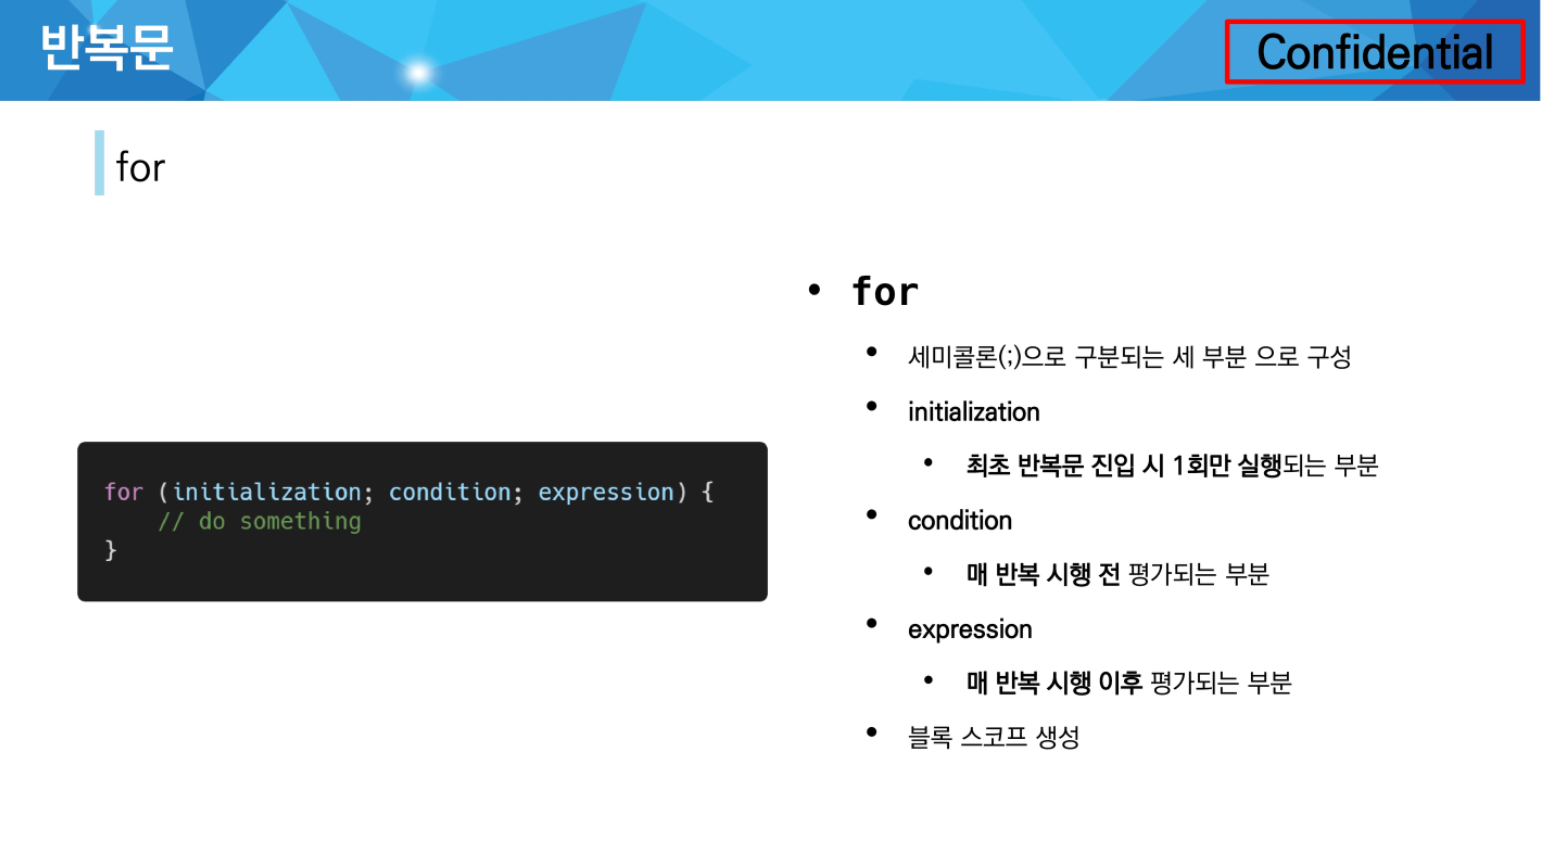 반복문
Confidential
for
for (initialization; condition; expression) {
    // do something
}
• for
• 세미콜론(;)으로 구분되는 세 부분 으로 구성
• initialization
• 최초 반복문 진입 시 1회만 실행되는 부분
• condition
• 매 반복 시행 전 평가되는 부분
• expression
• 매 반복 시행 이후 평가되는 부분
• 블록 스코프 생성